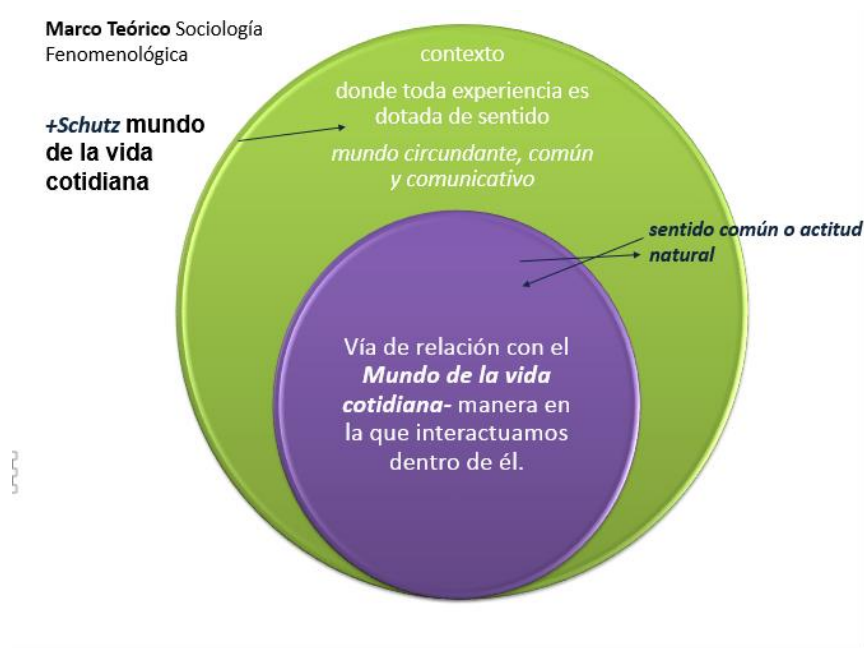 Marco Teórico Sociología
Fenomenológica
+Schutz mundo
de la vida
cotidiana
contexto
donde toda experiencia es
dotada de sentido
mundo circundante, común
y comunicativo
sentido común o actitud
natural
Vía de relación con el
Mundo de la vida
cotidiana- manera en
la que interactuamos
dentro de él.